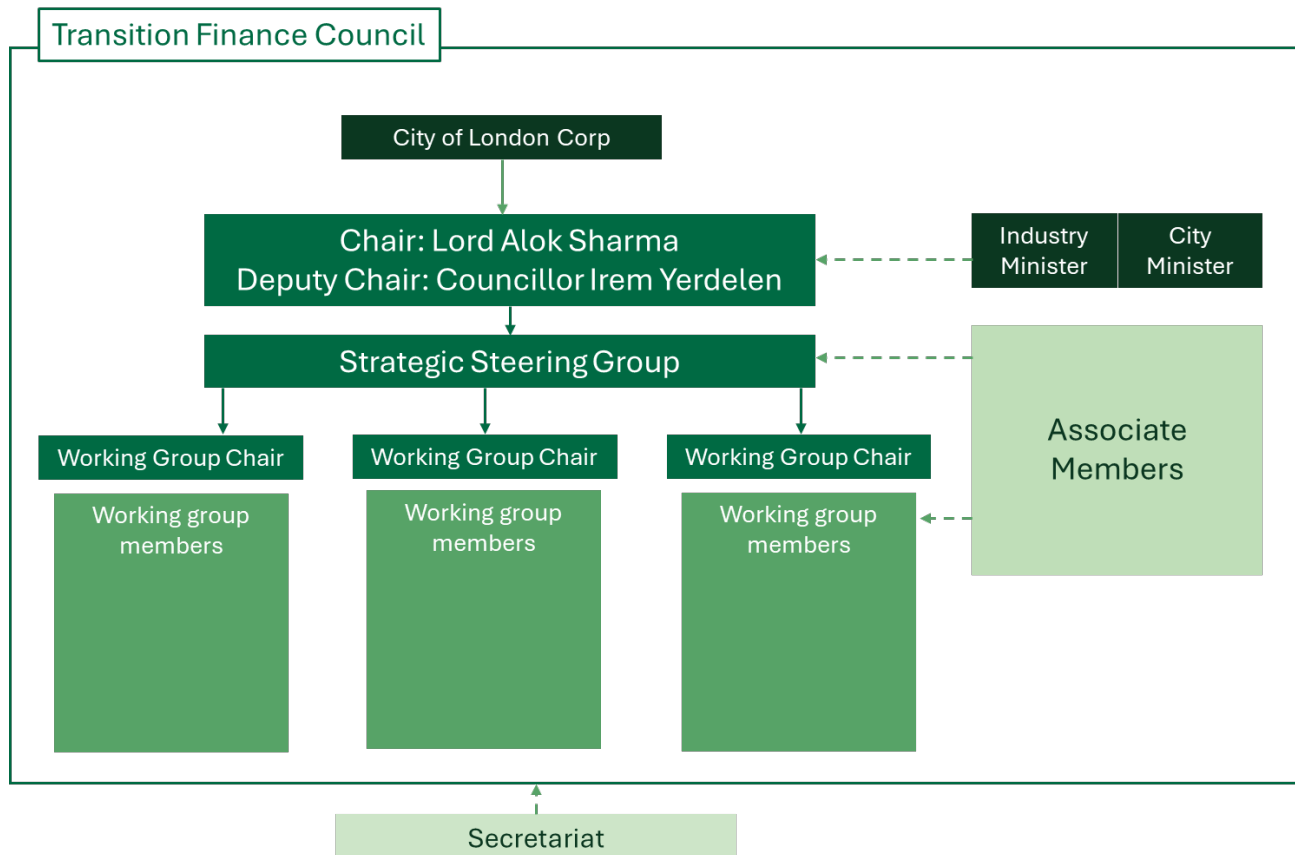 Transition Finance Council
City of London Corp
Chair: Lord Alok Sharma
Deputy Chair: Councillor Irem Yerdelen
Industry
Minister
City
Minister
Strategic Steering Group
Associate
Members
Working Group Chair
Working Group Chair
Working Group Chair
Working group
members
Working group
members
Working group
members
Secretariat